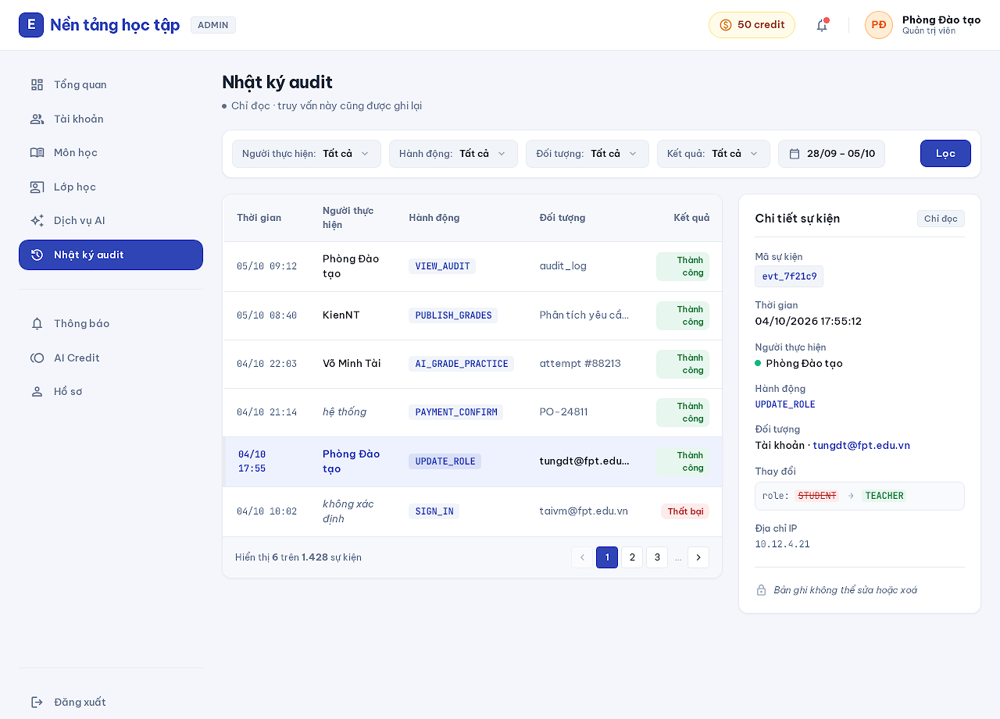 E Nền tảng học tập ADMIN
50 credit
PĐ Phòng Đào tạo
Quản trị viên
Tổng quan
Tài khoản
Môn học
Lớp học
Dịch vụ AI
Nhật ký audit
Thông báo
AI Credit
Hồ sơ
Đăng xuất
Nhật ký audit
Chỉ đọc · truy vấn này cũng được ghi lại
Người thực hiện: Tất cả
Hành động: Tất cả
Đối tượng: Tất cả
Kết quả: Tất cả
28/09 – 05/10
Lọc
Thời gian
Người thực
hiện
Hành động
Đối tượng
Kết quả
05/10 09:12
Phòng Đào
tạo
VIEW_AUDIT
audit_log
Thành
công
05/10 08:40
KienNT
PUBLISH_GRADES
Phân tích yêu cầ…
Thành
công
04/10 22:03
Võ Minh Tài
AI_GRADE_PRACTICE
attempt #88213
Thành
công
04/10 21:14
hệ thống
PAYMENT_CONFIRM
PO-24811
Thành
công
04/10
17:55
Phòng Đào
tạo
UPDATE_ROLE
tungdt@fpt.edu…
Thành
công
04/10 10:02
không xác
định
SIGN_IN
taivm@fpt.edu.vn
Thất bại
Hiển thị 6 trên 1.428 sự kiện
1 2 3 …
Chi tiết sự kiện
Chỉ đọc
Mã sự kiện
evt_7f21c9
Thời gian
04/10/2026 17:55:12
Người thực hiện
Phòng Đào tạo
Hành động
UPDATE_ROLE
Đối tượng
Tài khoản · tungdt@fpt.edu.vn
Thay đổi
role: STUDENT → TEACHER
Địa chỉ IP
10.12.4.21
Bản ghi không thể sửa hoặc xoá